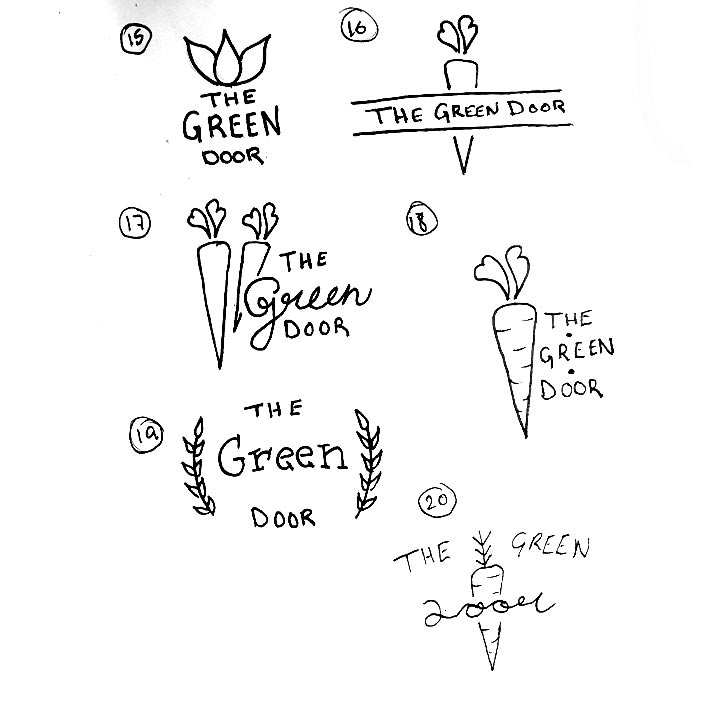 15
THE
GREEN
DOOR
16
THE GREEN DOOR
17
THE
Green
DOOR
18
THE
GREEN
DOOR
19
THE
Green
DOOR
20
THE GREEN
Door